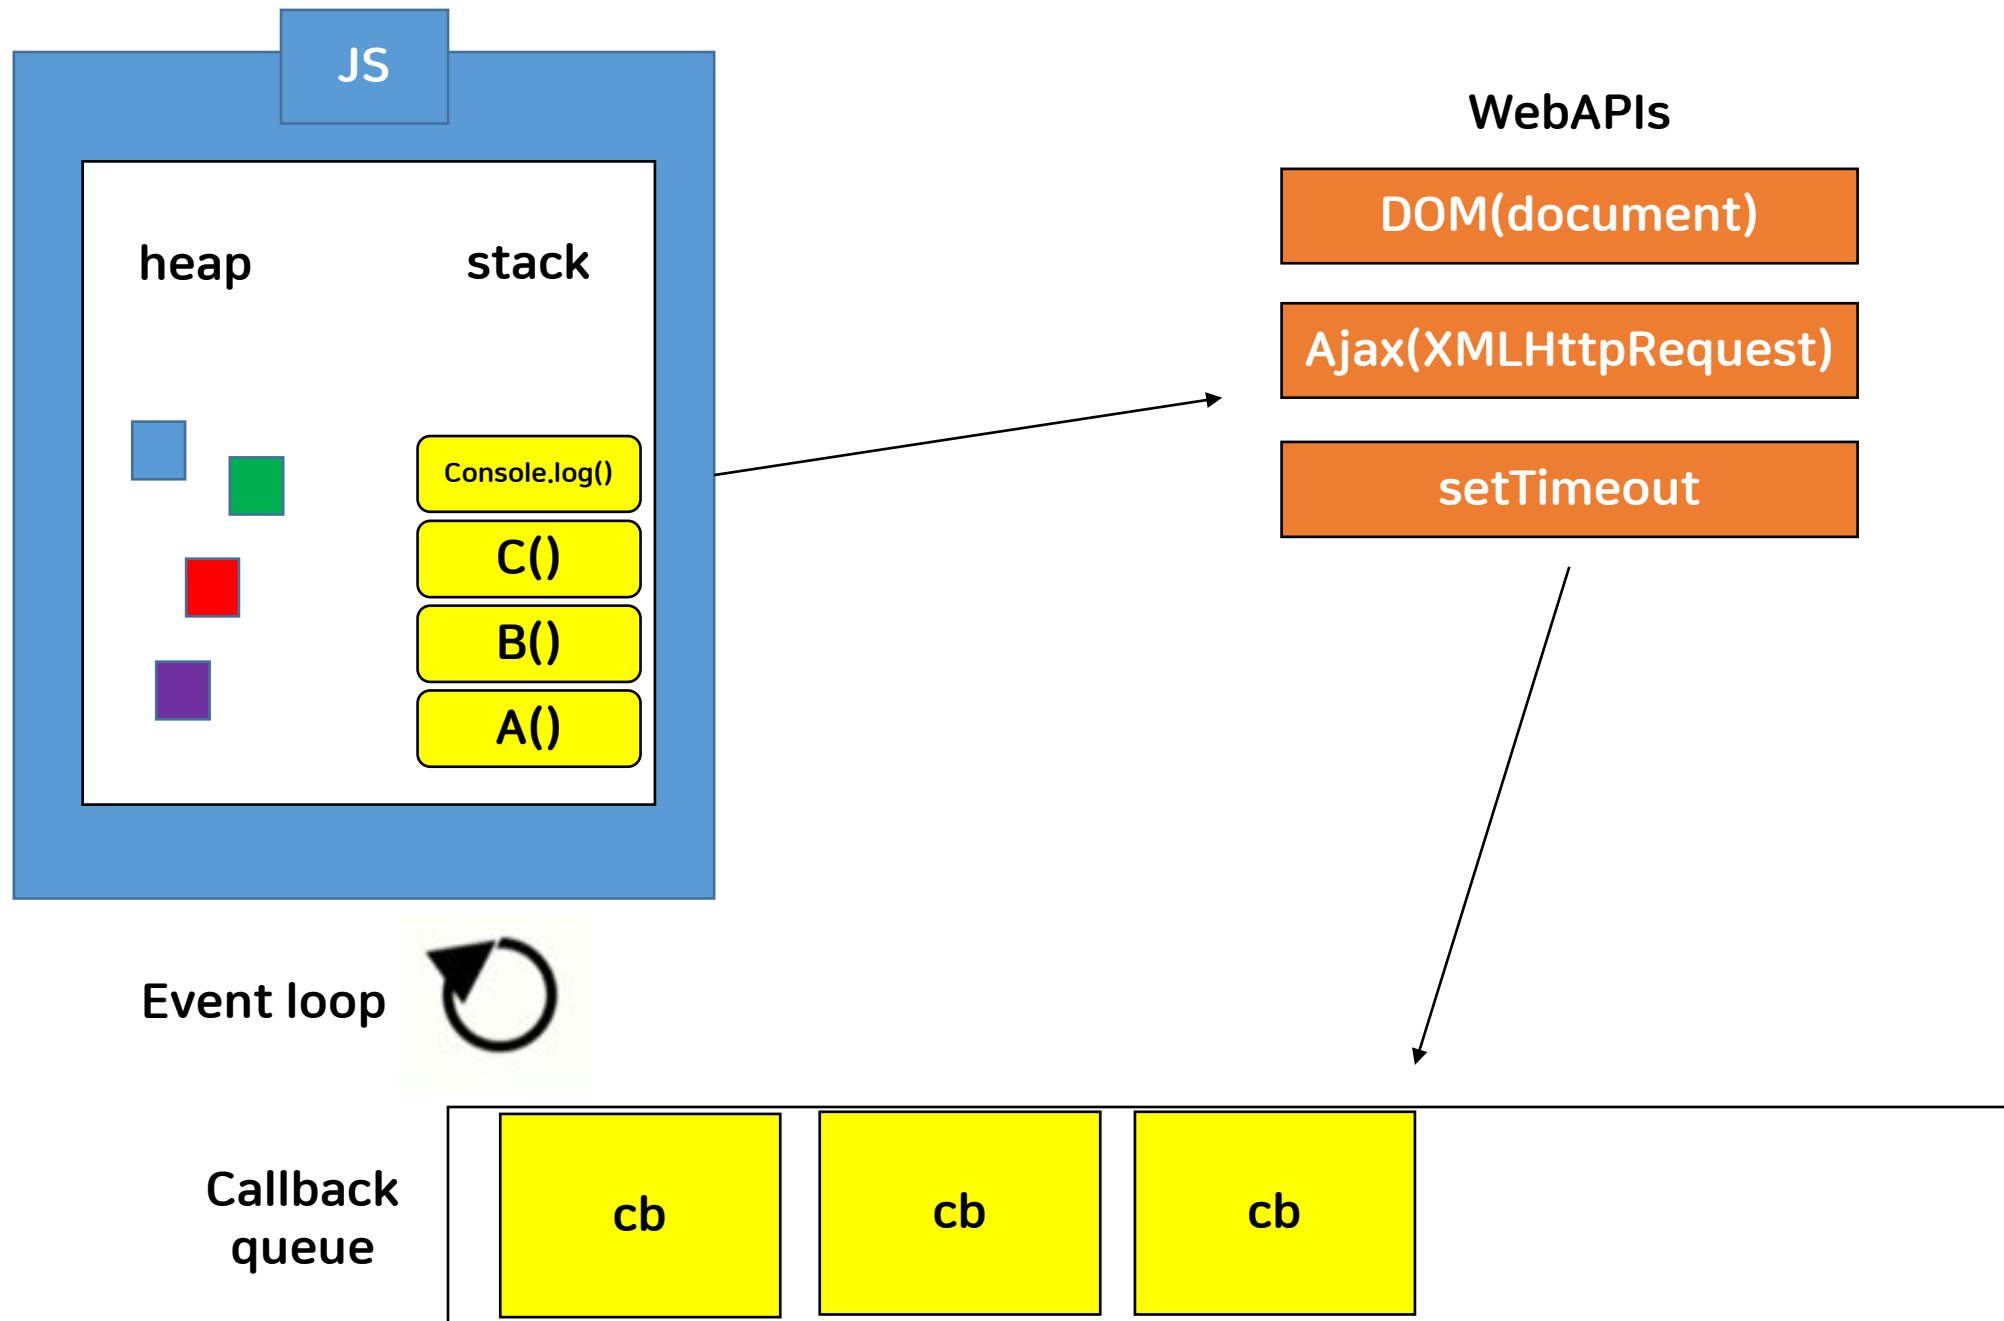 JS
heap
stack
Console.log()
C()
B()
A()
WebAPIs
DOM(document)
Ajax(XMLHttpRequest)
setTimeout
Event loop
Callback
queue
cb
cb
cb